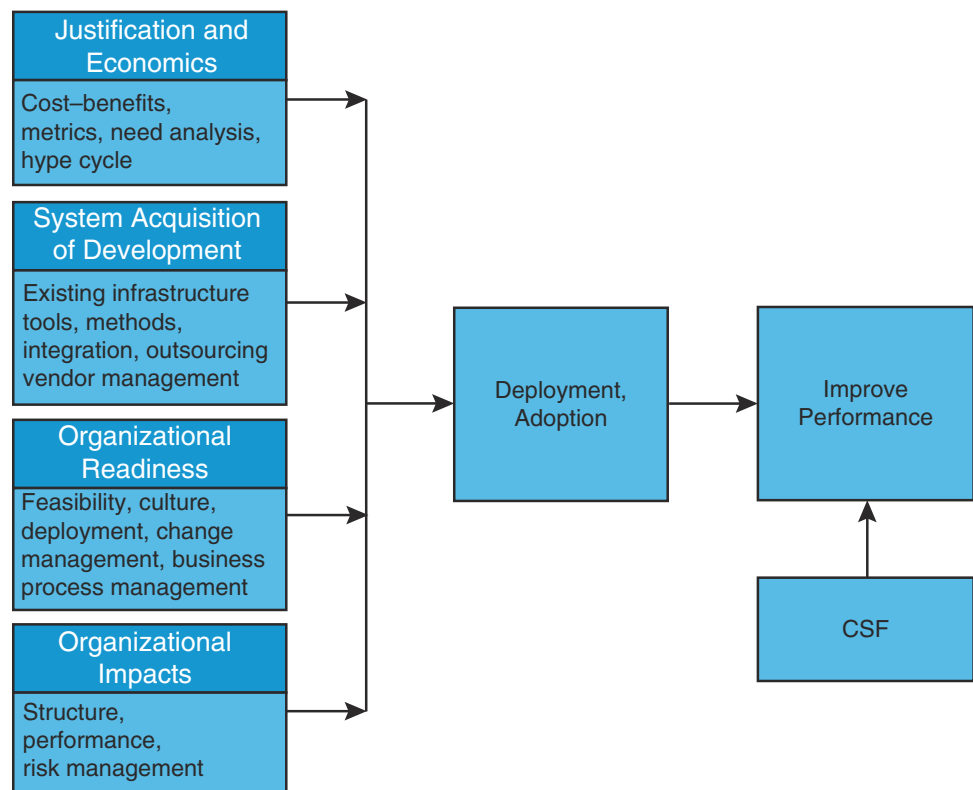 Justification and
Economics
Cost–benefits,
metrics, need analysis,
hype cycle
System Acquisition
of Development
Existing infrastructure
tools, methods,
integration, outsourcing
vendor management
Organizational
Readiness
Feasibility, culture,
deployment, change
management, business
process management
Organizational
Impacts
Structure,
performance,
risk management
Deployment,
Adoption
Improve
Performance
CSF